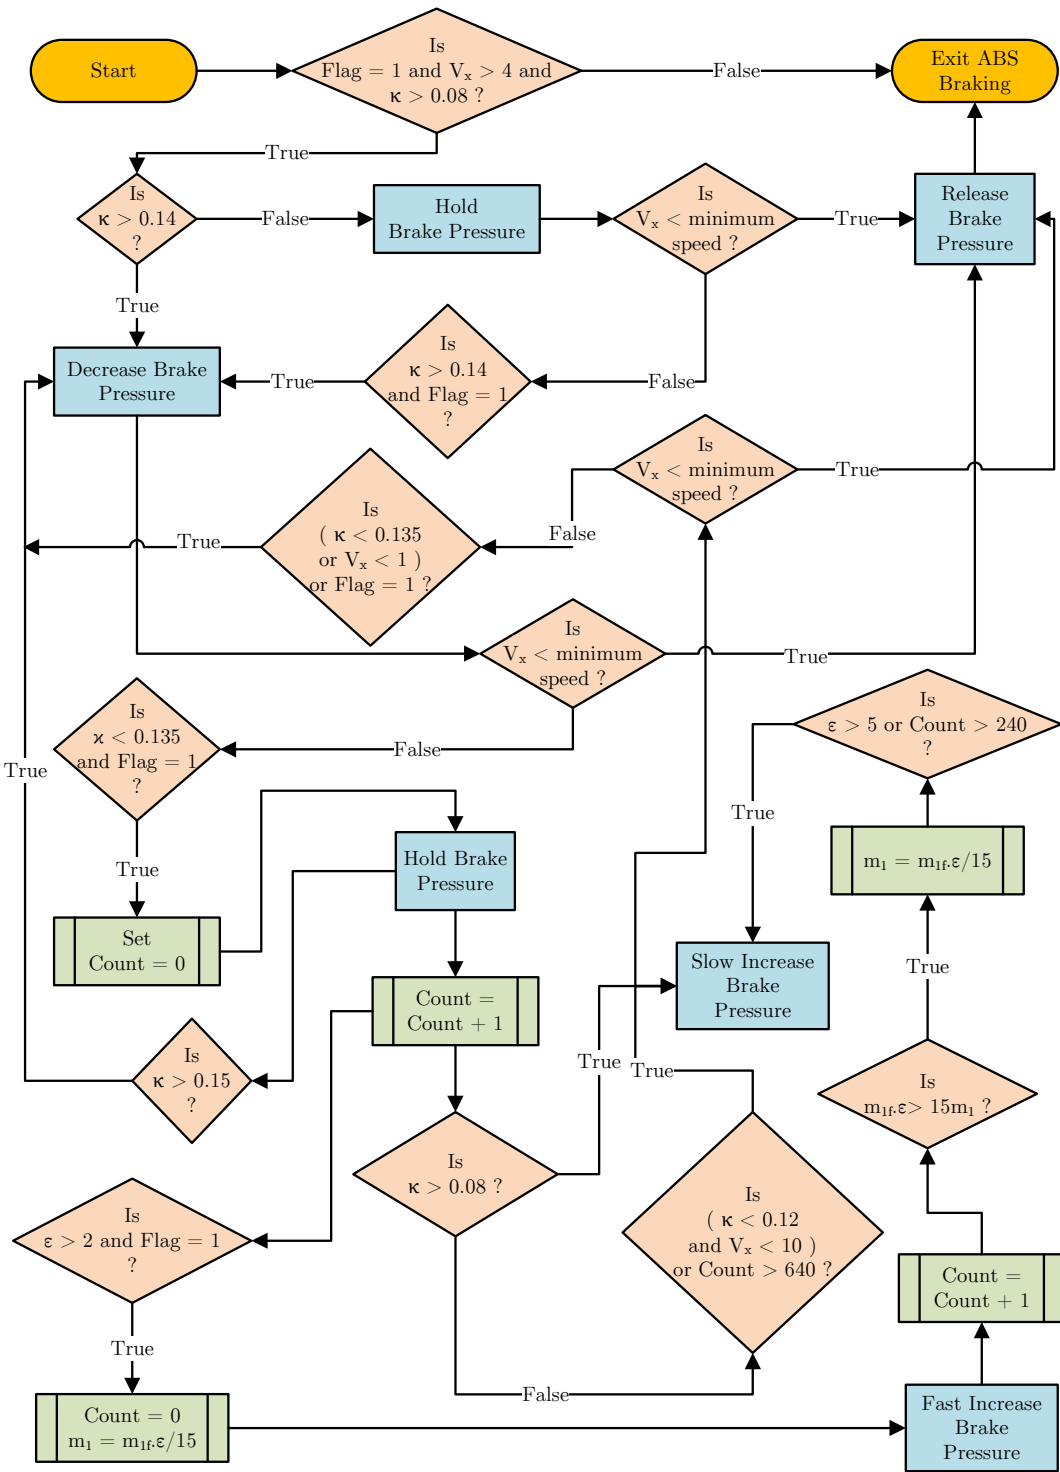 Start
Is
Flag = 1 and Vₓ > 4 and
κ > 0.08 ?
False
Exit ABS
Braking
True
Is
κ > 0.14
?
False
Hold
Brake Pressure
Is
Vₓ < minimum
speed ?
True
Release
Brake
Pressure
True
Decrease Brake
Pressure
True
Is
κ > 0.14
and Flag = 1
?
False
Is
Vₓ < minimum
speed ?
True
False
Is
( κ < 0.135
or Vₓ < 1 )
or Flag = 1 ?
True
Is
Vₓ < minimum
speed ?
True
False
Is
ϰ < 0.135
and Flag = 1
?
True
True
Set
Count = 0
Hold Brake
Pressure
Is
ε > 5 or Count > 240
?
True
m₁ = m₁f.ε/15
Slow Increase
Brake
Pressure
True
Count =
Count + 1
Is
κ > 0.15
?
True
True
Is
m₁f.ε> 15m₁ ?
Is
κ > 0.08 ?
Is
( κ < 0.12
and Vₓ < 10 )
or Count > 640 ?
Is
ε > 2 and Flag = 1
?
True
False
Count =
Count + 1
Count = 0
m₁ = m₁f.ε/15
Fast Increase
Brake
Pressure